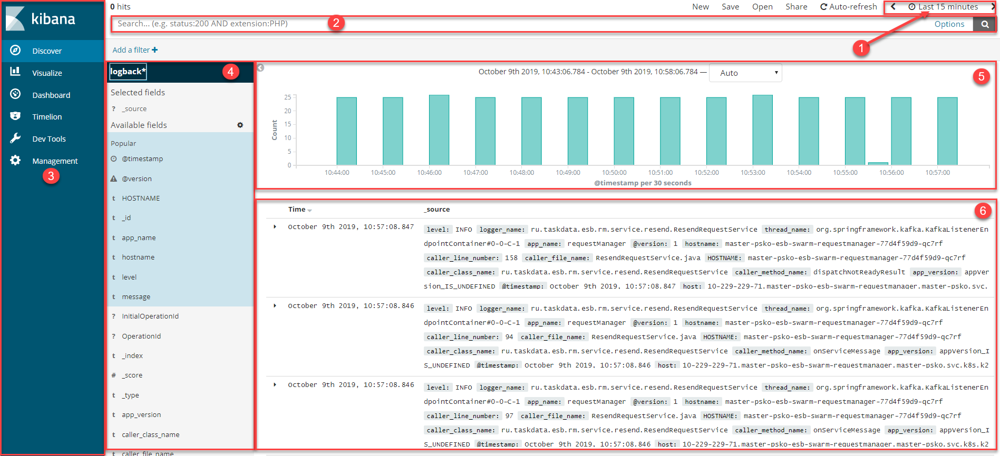 kibana
Discover
Visualize
Dashboard
Timelion
Dev Tools
Management
3
0 hits
New Save Open Share Auto-refresh Last 15 minutes
Search... (e.g. status:200 AND extension:PHP)
2
Options
1
Add a filter
logback*
4
Selected fields
? _source
Available fields
Popular
@timestamp
@version
t HOSTNAME
t _id
t app_name
t hostname
t level
t message
? InitialOperationId
? OperationId
t _index
# _score
t _type
t app_version
t caller_class_name
t caller_file_name
October 9th 2019, 10:43:06.784 - October 9th 2019, 10:58:06.784 — Auto
5
Count
25
20
15
10
5
0
10:44:00 10:45:00 10:46:00 10:47:00 10:48:00 10:49:00 10:50:00 10:51:00 10:52:00 10:53:00 10:54:00 10:55:00 10:56:00 10:57:00
@timestamp per 30 seconds
Time _source
6
October 9th 2019, 10:57:08.847
level: INFO logger_name: ru.taskdata.esb.rm.service.resend.ResendRequestService thread_name: org.springframework.kafka.KafkaListenerEn
dpointContainer#0-0-C-1 app_name: requestManager @version: 1 hostname: master-psko-esb-swarm-requestmanager-77d4f59d9-qc7rf
caller_line_number: 158 caller_file_name: ResendRequestService.java HOSTNAME: master-psko-esb-swarm-requestmanager-77d4f59d9-qc7rf
caller_class_name: ru.taskdata.esb.rm.service.resend.ResendRequestService caller_method_name: dispatchNotReadyResult app_version: appVe
rsion_IS_UNDEFINED @timestamp: October 9th 2019, 10:57:08.847 host: 10-229-229-71.master-psko-esb-swarm-requestmanager.master-psko.svc.
October 9th 2019, 10:57:08.846
level: INFO logger_name: ru.taskdata.esb.rm.service.resend.ResendRequestService thread_name: org.springframework.kafka.KafkaListenerEn
dpointContainer#0-0-C-1 app_name: requestManager @version: 1 hostname: master-psko-esb-swarm-requestmanager-77d4f59d9-qc7rf
caller_line_number: 94 caller_file_name: ResendRequestService.java HOSTNAME: master-psko-esb-swarm-requestmanager-77d4f59d9-qc7rf
caller_class_name: ru.taskdata.esb.rm.service.resend.ResendRequestService caller_method_name: onServiceMessage app_version: appVersion_I
S_UNDEFINED @timestamp: October 9th 2019, 10:57:08.846 host: 10-229-229-71.master-psko-esb-swarm-requestmanager.master-psko.svc.k8s.k2
October 9th 2019, 10:57:08.846
level: INFO logger_name: ru.taskdata.esb.rm.service.resend.ResendRequestService thread_name: org.springframework.kafka.KafkaListenerEn
dpointContainer#0-0-C-1 app_name: requestManager @version: 1 hostname: master-psko-esb-swarm-requestmanager-77d4f59d9-qc7rf
caller_line_number: 97 caller_file_name: ResendRequestService.java HOSTNAME: master-psko-esb-swarm-requestmanager-77d4f59d9-qc7rf
caller_class_name: ru.taskdata.esb.rm.service.resend.ResendRequestService caller_method_name: onServiceMessage app_version: appVersion_I
S_UNDEFINED @timestamp: October 9th 2019, 10:57:08.846 host: 10-229-229-71.master-psko-esb-swarm-requestmanager.master-psko.svc.k8s.k2